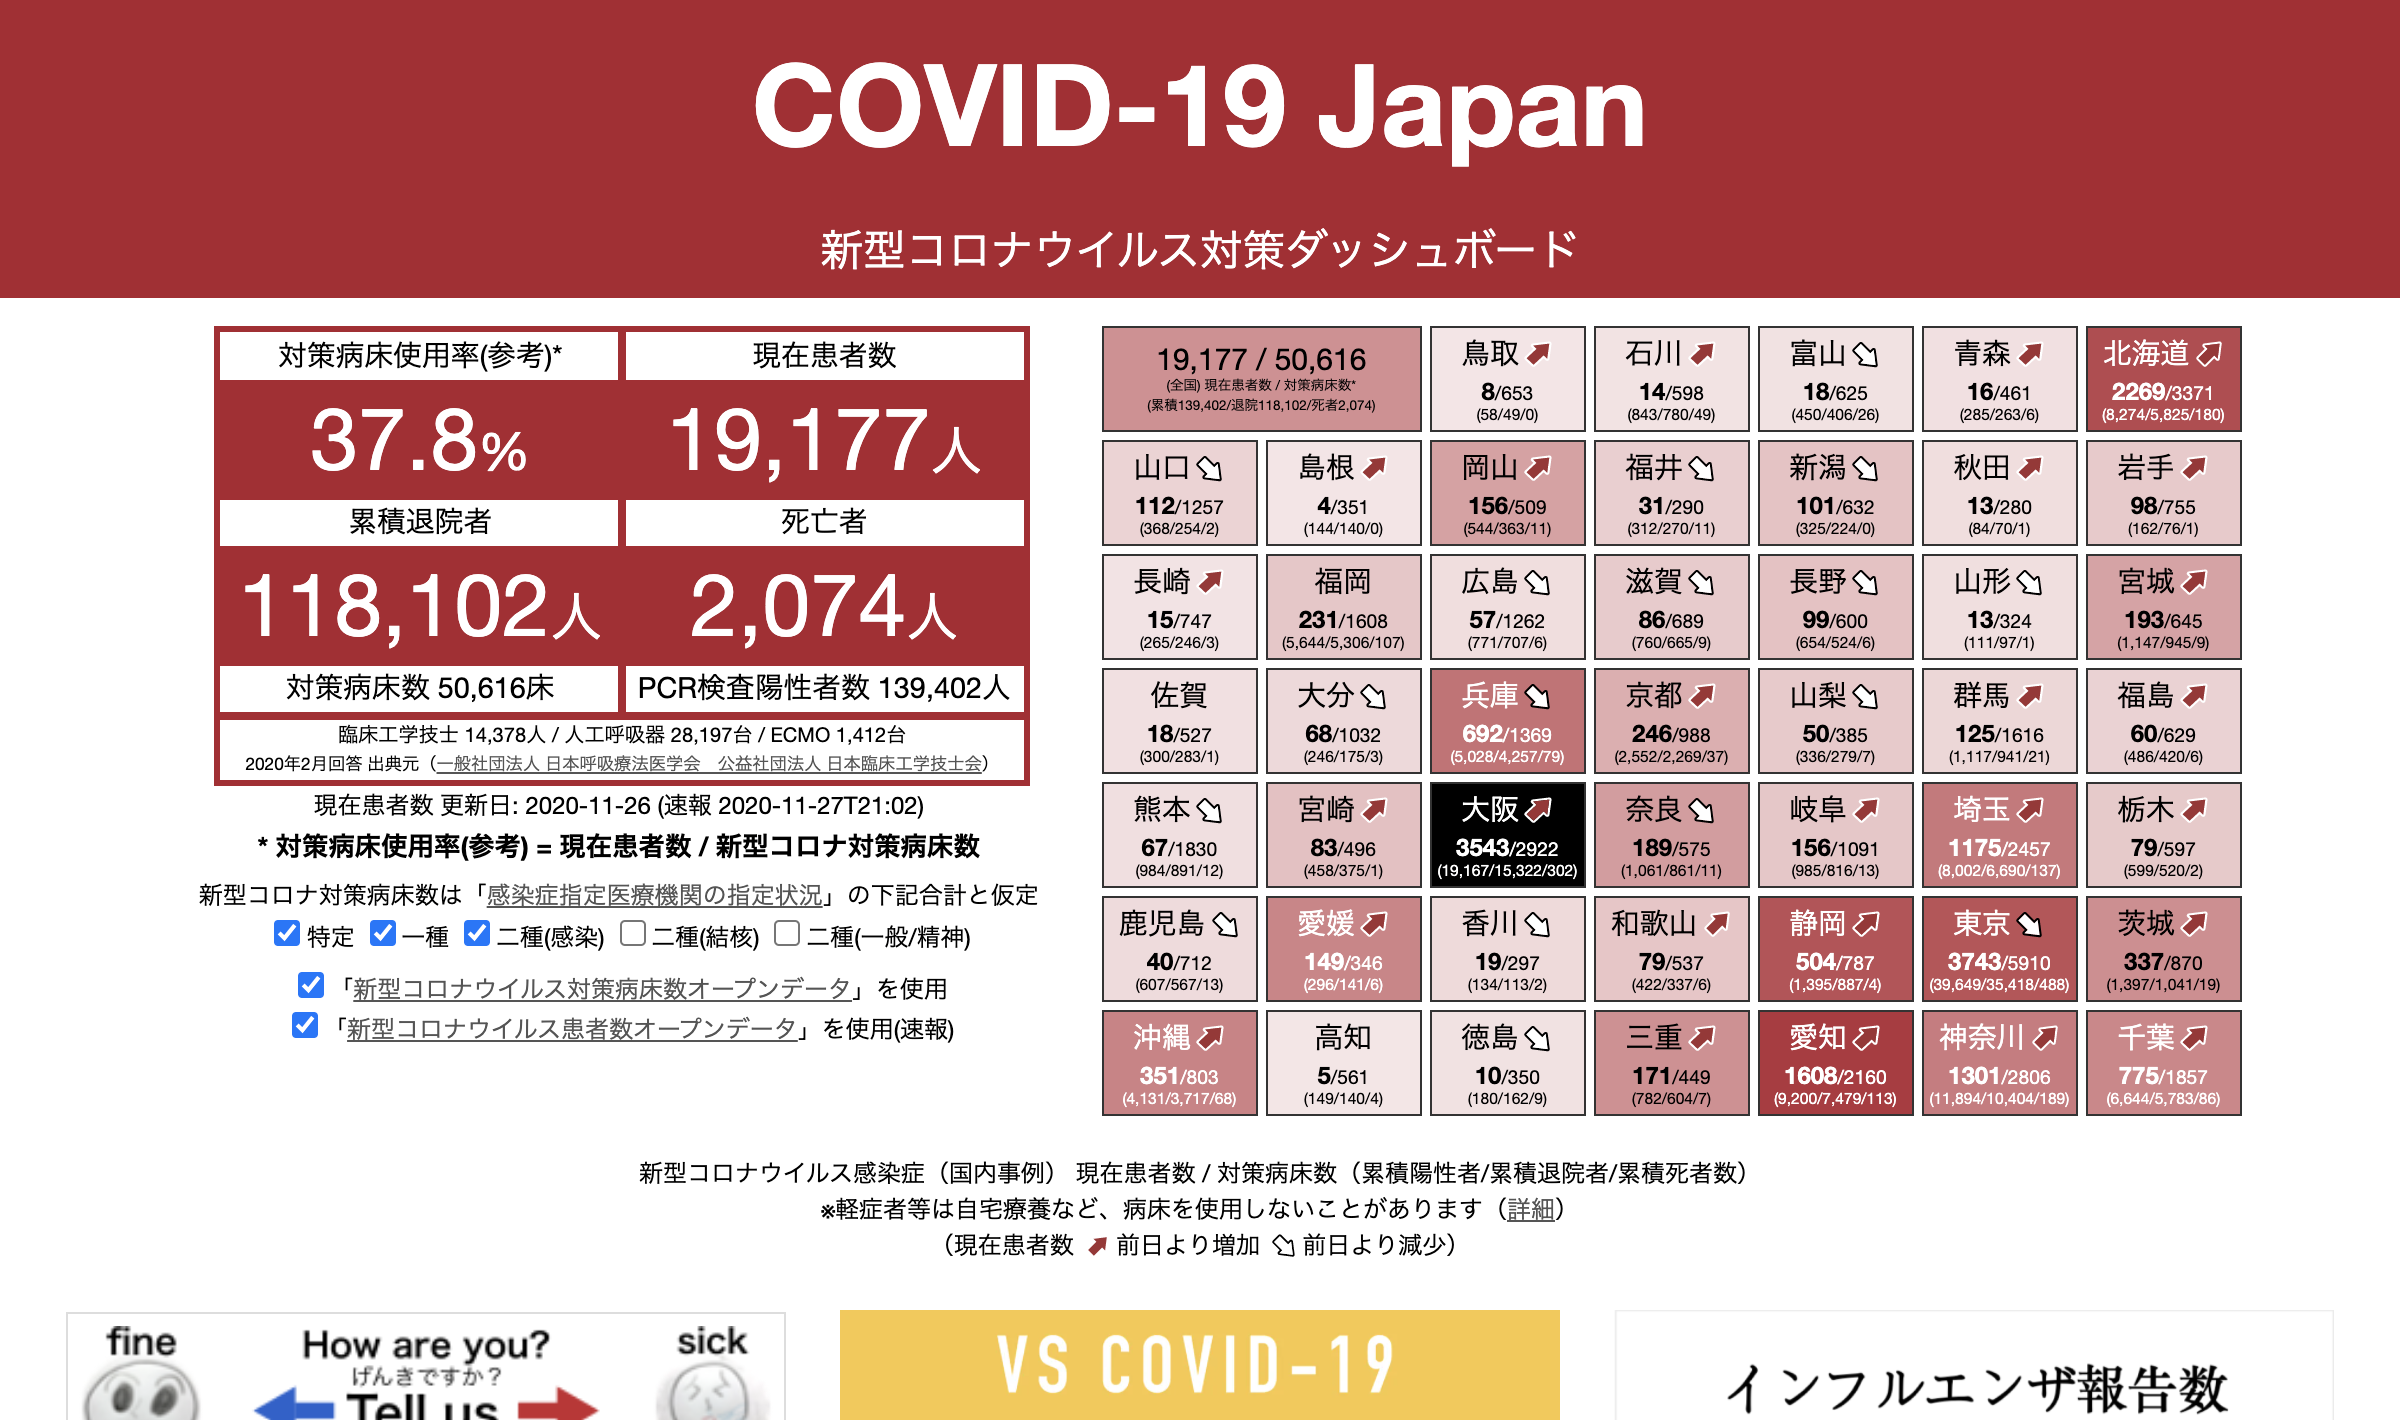 COVID-19 Japan
新型コロナウイルス対策ダッシュボード
対策病床使用率(参考)*
現在患者数
37.8%
19,177人
累積退院者
死亡者
118,102人
2,074人
対策病床数 50,616床
PCR検査陽性者数 139,402人
臨床工学技士 14,378人 / 人工呼吸器 28,197台 / ECMO 1,412台
2020年2月回答 出典元（一般社団法人 日本呼吸療法医学会　公益社団法人 日本臨床工学技士会）
現在患者数 更新日: 2020-11-26 (速報 2020-11-27T21:02)
* 対策病床使用率(参考) = 現在患者数 / 新型コロナ対策病床数
新型コロナ対策病床数は「感染症指定医療機関の指定状況」の下記合計と仮定
特定 一種 二種(感染) 二種(結核) 二種(一般/精神)
「新型コロナウイルス対策病床数オープンデータ」を使用
「新型コロナウイルス患者数オープンデータ」を使用(速報)
19,177 / 50,616
(全国) 現在患者数 / 対策病床数*
(累積139,402/退院118,102/死者2,074)
鳥取
8/653
(58/49/0)
石川
14/598
(843/780/49)
富山
18/625
(450/406/26)
青森
16/461
(285/263/6)
北海道
2269/3371
(8,274/5,825/180)
山口
112/1257
(368/254/2)
島根
4/351
(144/140/0)
岡山
156/509
(544/363/11)
福井
31/290
(312/270/11)
新潟
101/632
(325/224/0)
秋田
13/280
(84/70/1)
岩手
98/755
(162/76/1)
長崎
15/747
(265/246/3)
福岡
231/1608
(5,644/5,306/107)
広島
57/1262
(771/707/6)
滋賀
86/689
(760/665/9)
長野
99/600
(654/524/6)
山形
13/324
(111/97/1)
宮城
193/645
(1,147/945/9)
佐賀
18/527
(300/283/1)
大分
68/1032
(246/175/3)
兵庫
692/1369
(5,028/4,257/79)
京都
246/988
(2,552/2,269/37)
山梨
50/385
(336/279/7)
群馬
125/1616
(1,117/941/21)
福島
60/629
(486/420/6)
熊本
67/1830
(984/891/12)
宮崎
83/496
(458/375/1)
大阪
3543/2922
(19,167/15,322/302)
奈良
189/575
(1,061/861/11)
岐阜
156/1091
(985/816/13)
埼玉
1175/2457
(8,002/6,690/137)
栃木
79/597
(599/520/2)
鹿児島
40/712
(607/567/13)
愛媛
149/346
(296/141/6)
香川
19/297
(134/113/2)
和歌山
79/537
(422/337/6)
静岡
504/787
(1,395/887/4)
東京
3743/5910
(39,649/35,418/488)
茨城
337/870
(1,397/1,041/19)
沖縄
351/803
(4,131/3,717/68)
高知
5/561
(149/140/4)
徳島
10/350
(180/162/9)
三重
171/449
(782/604/7)
愛知
1608/2160
(9,200/7,479/113)
神奈川
1301/2806
(11,894/10,404/189)
千葉
775/1857
(6,644/5,783/86)
新型コロナウイルス感染症（国内事例） 現在患者数 / 対策病床数（累積陽性者/累積退院者/累積死者数）
※軽症者等は自宅療養など、病床を使用しないことがあります（詳細）
（現在患者数 前日より増加 前日より減少）
fine
How are you?
sick
げんきですか？
Tell us
VS COVID-19
インフルエンザ報告数